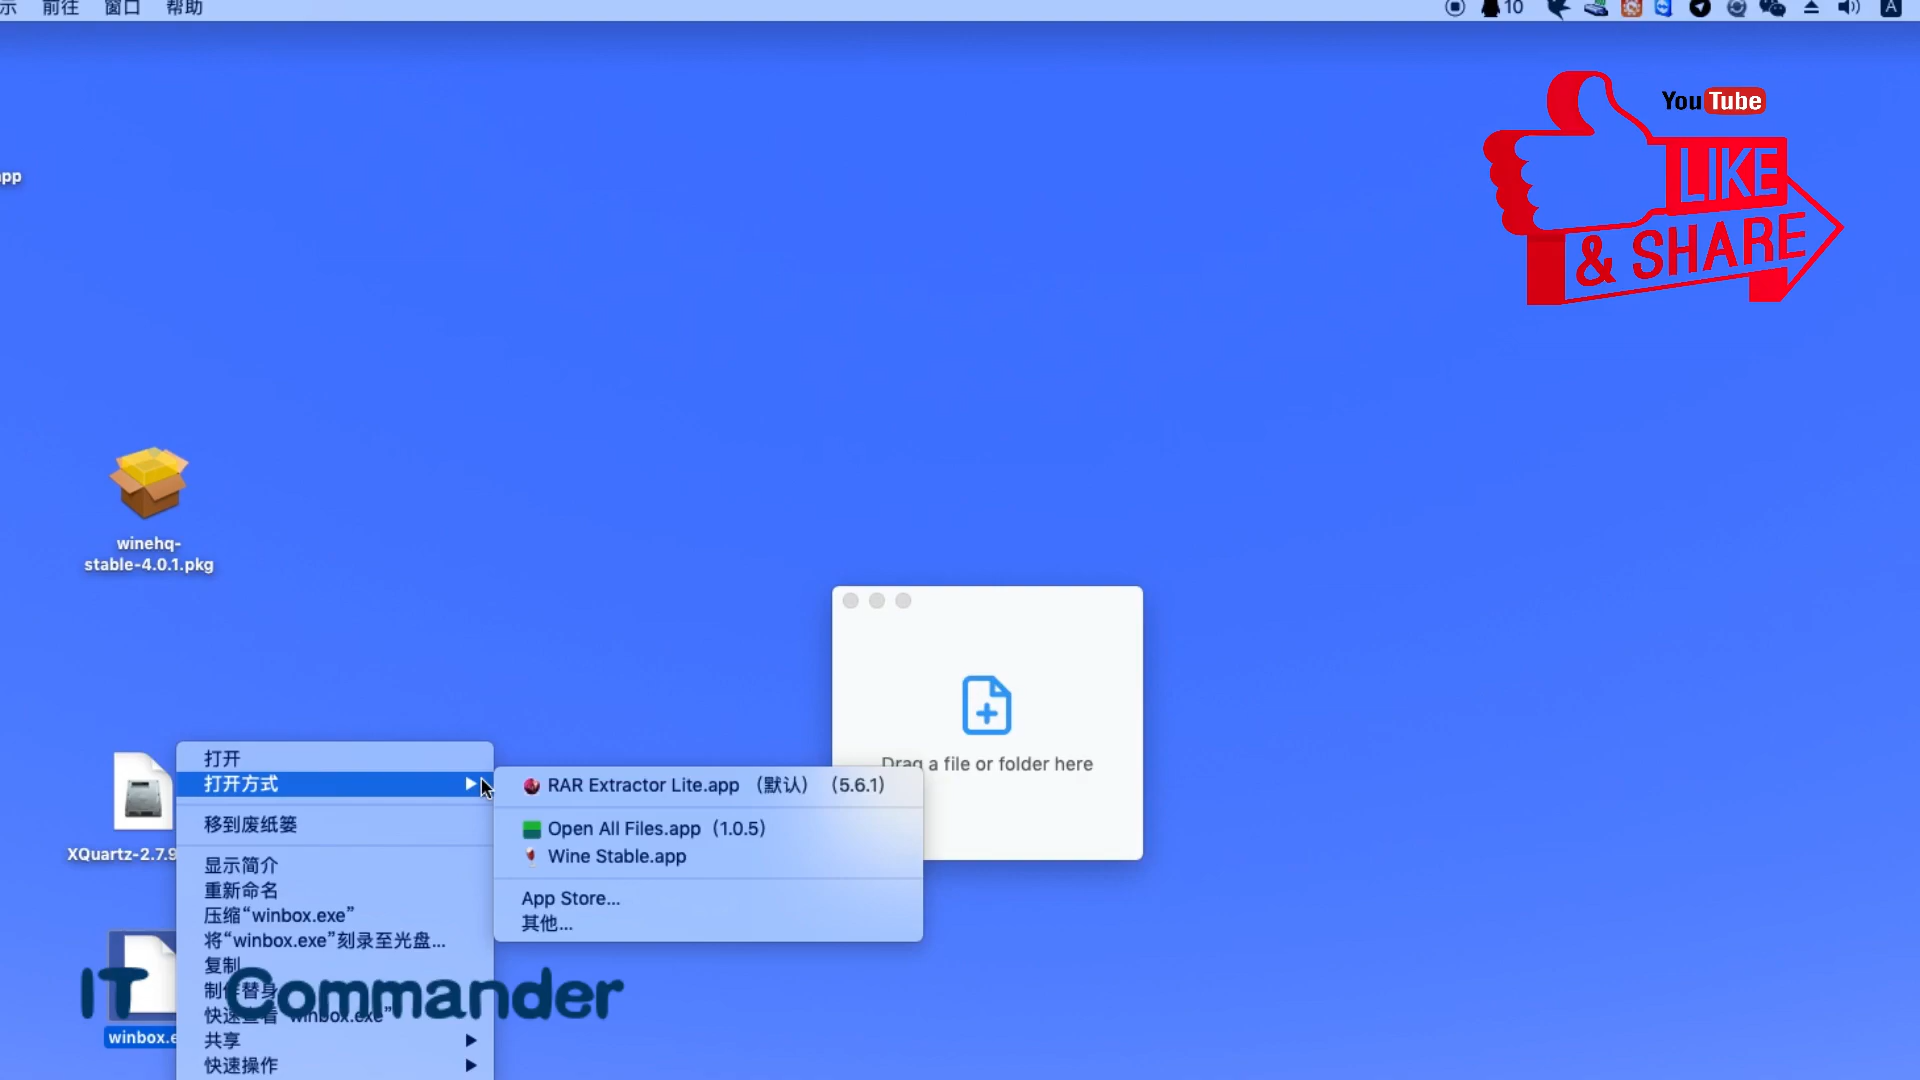 示 前往 窗口 帮助
10
A
YouTube
LIKE
& SHARE
app
winehq-
stable-4.0.1.pkg
Drag a file or folder here
打开
打开方式
RAR Extractor Lite.app （默认） (5.6.1)
移到废纸篓
Open All Files.app (1.0.5)
Wine Stable.app
XQuartz-2.7.9
显示简介
重新命名
App Store...
压缩“winbox.exe”
其他...
将“winbox.exe”刻录至光盘...
复制
制作替身
快速查看“winbox.exe”
IT Commander
winbox.e
共享
快速操作